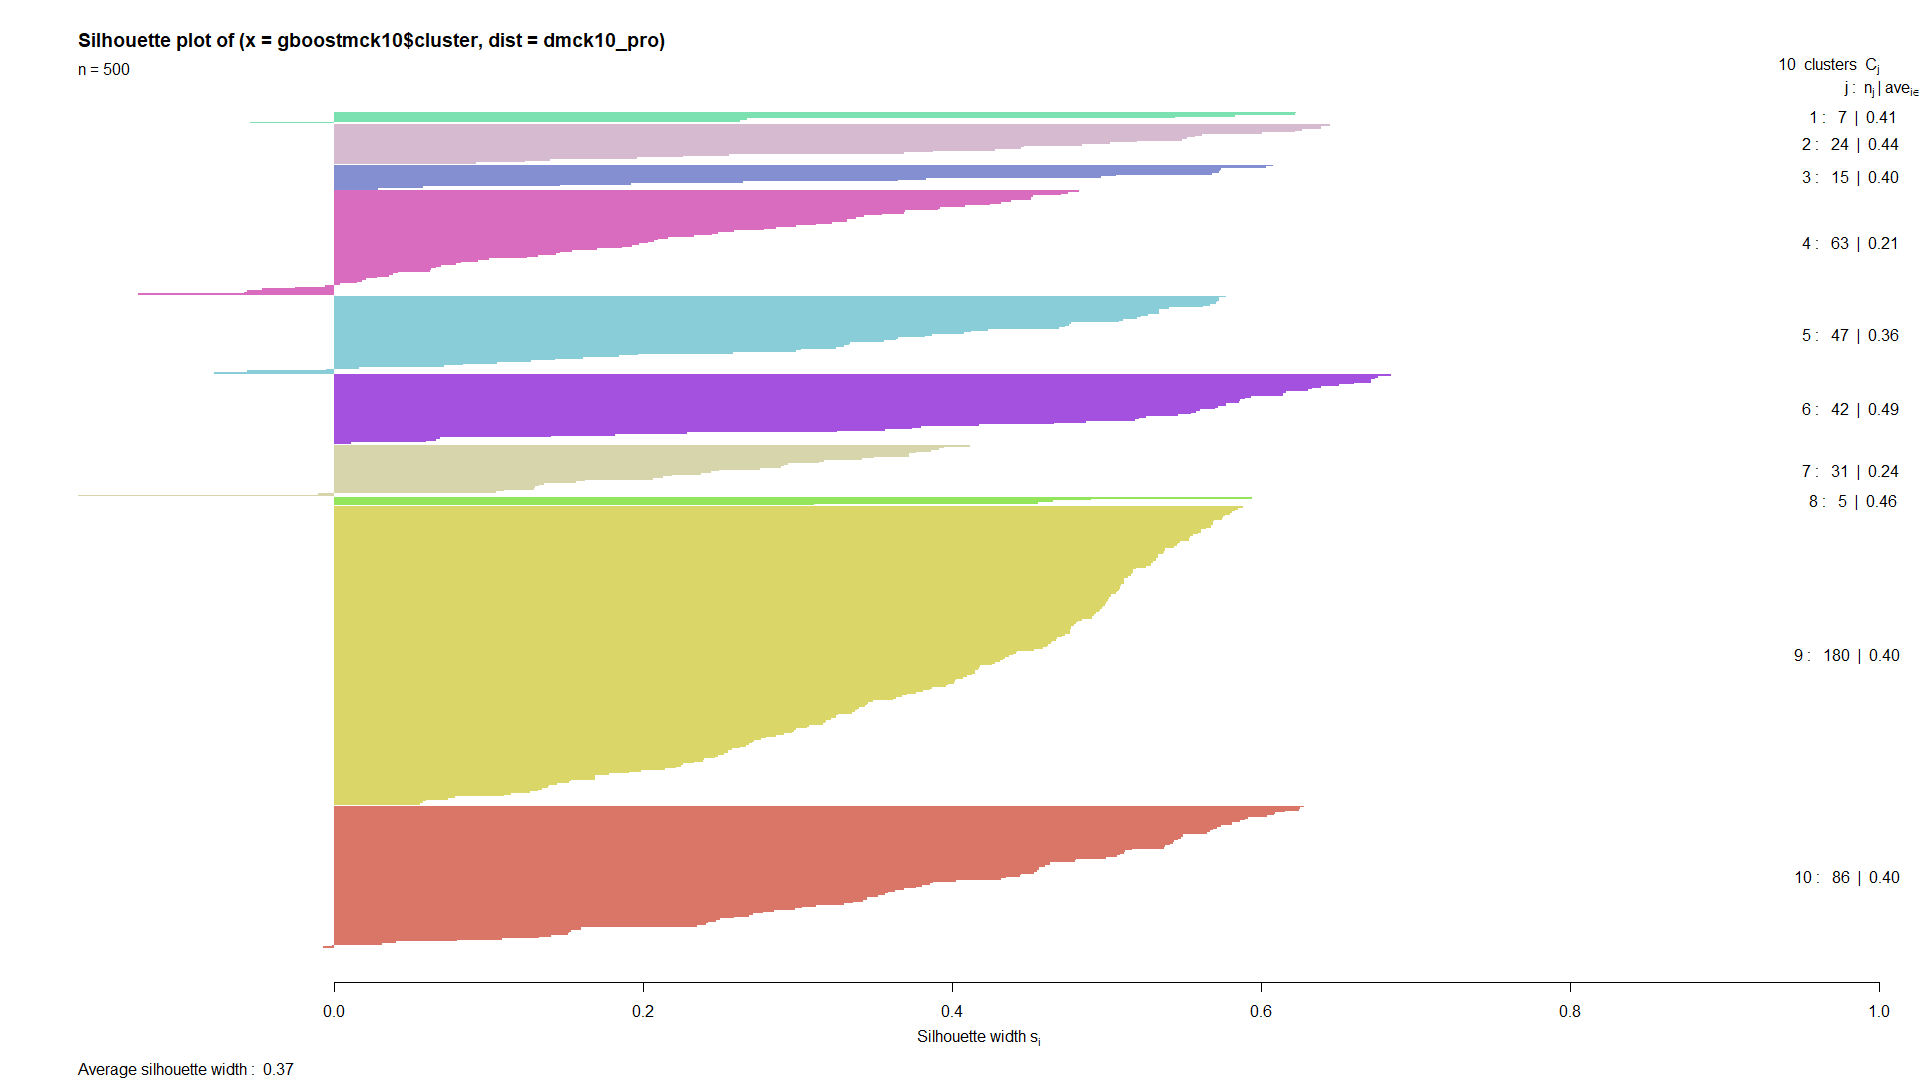 Silhouette plot of (x = gboostmck10$cluster, dist = dmck10_pro)
n = 500
10 clusters Cj
j : nj | avei∈
1 : 7 | 0.41
2 : 24 | 0.44
3 : 15 | 0.40
4 : 63 | 0.21
5 : 47 | 0.36
6 : 42 | 0.49
7 : 31 | 0.24
8 : 5 | 0.46
9 : 180 | 0.40
10 : 86 | 0.40
0.0 0.2 0.4 0.6 0.8 1.0
Silhouette width si
Average silhouette width : 0.37